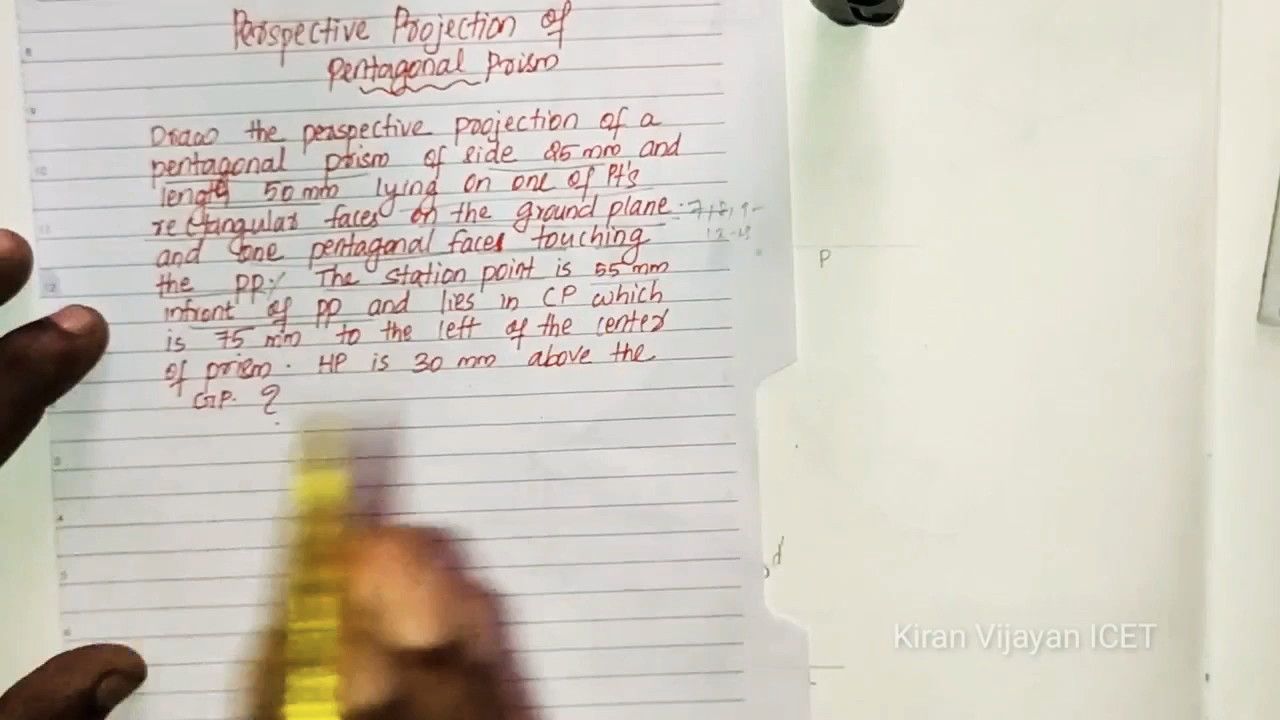 Perspective Projection of
Pentagonal Prism
Draw the perspective projection of a
pentagonal prism of side 25 mm and
length 50 mm lying on one of it's
rectangular faces on the ground plane
and one pentagonal faces touching
the PP. The station point is 55 mm
infront of PP and lies in CP which
is 75 mm to the left of the center
of prism. HP is 30 mm above the
GP. ?
P
d'
Kiran Vijayan ICET